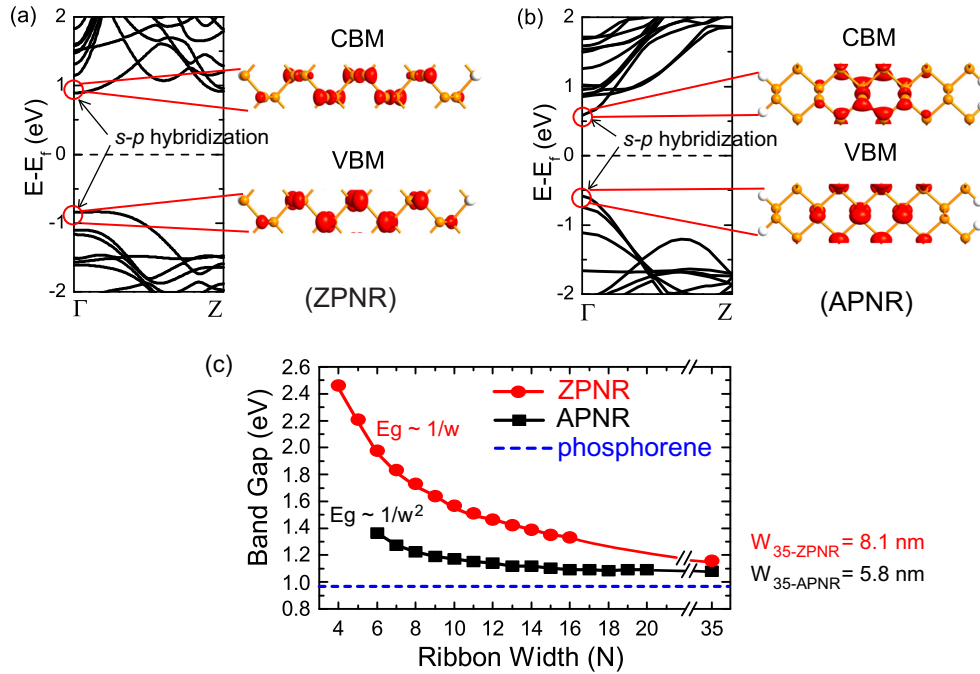 (a)
2
1
0
-1
-2
E-E_f (eV)
Γ
Z
CBM
s-p hybridization
VBM
(ZPNR)
(b)
2
1
0
-1
-2
E-E_f (eV)
Γ
Z
CBM
s-p hybridization
VBM
(APNR)
(c)
2.6
2.4
2.2
2.0
1.8
1.6
1.4
1.2
1.0
0.8
Band Gap (eV)
ZPNR
APNR
phosphorene
Eg ~ 1/w
Eg ~ 1/w²
4 6 8 10 12 14 16 18 20 35
Ribbon Width (N)
W_35-ZPNR = 8.1 nm
W_35-APNR = 5.8 nm